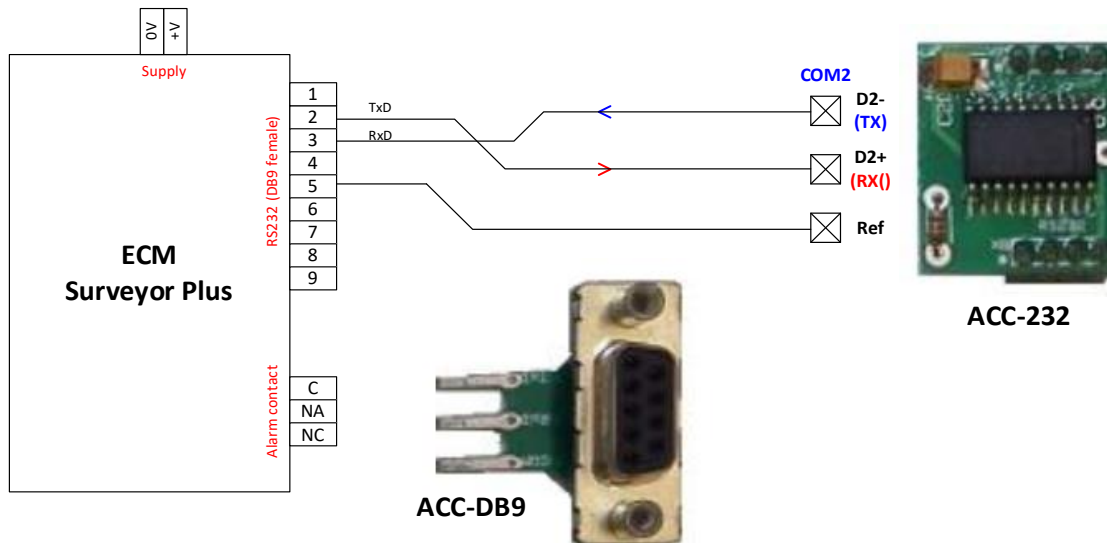 0V
+V
Supply
RS232 (DB9 female)
1
2
3
4
5
6
7
8
9
TxD
RxD
ECM
Surveyor Plus
Alarm contact
C
NA
NC
COM2
D2-
(TX)
D2+
(RX()
Ref
ACC-232
ACC-DB9